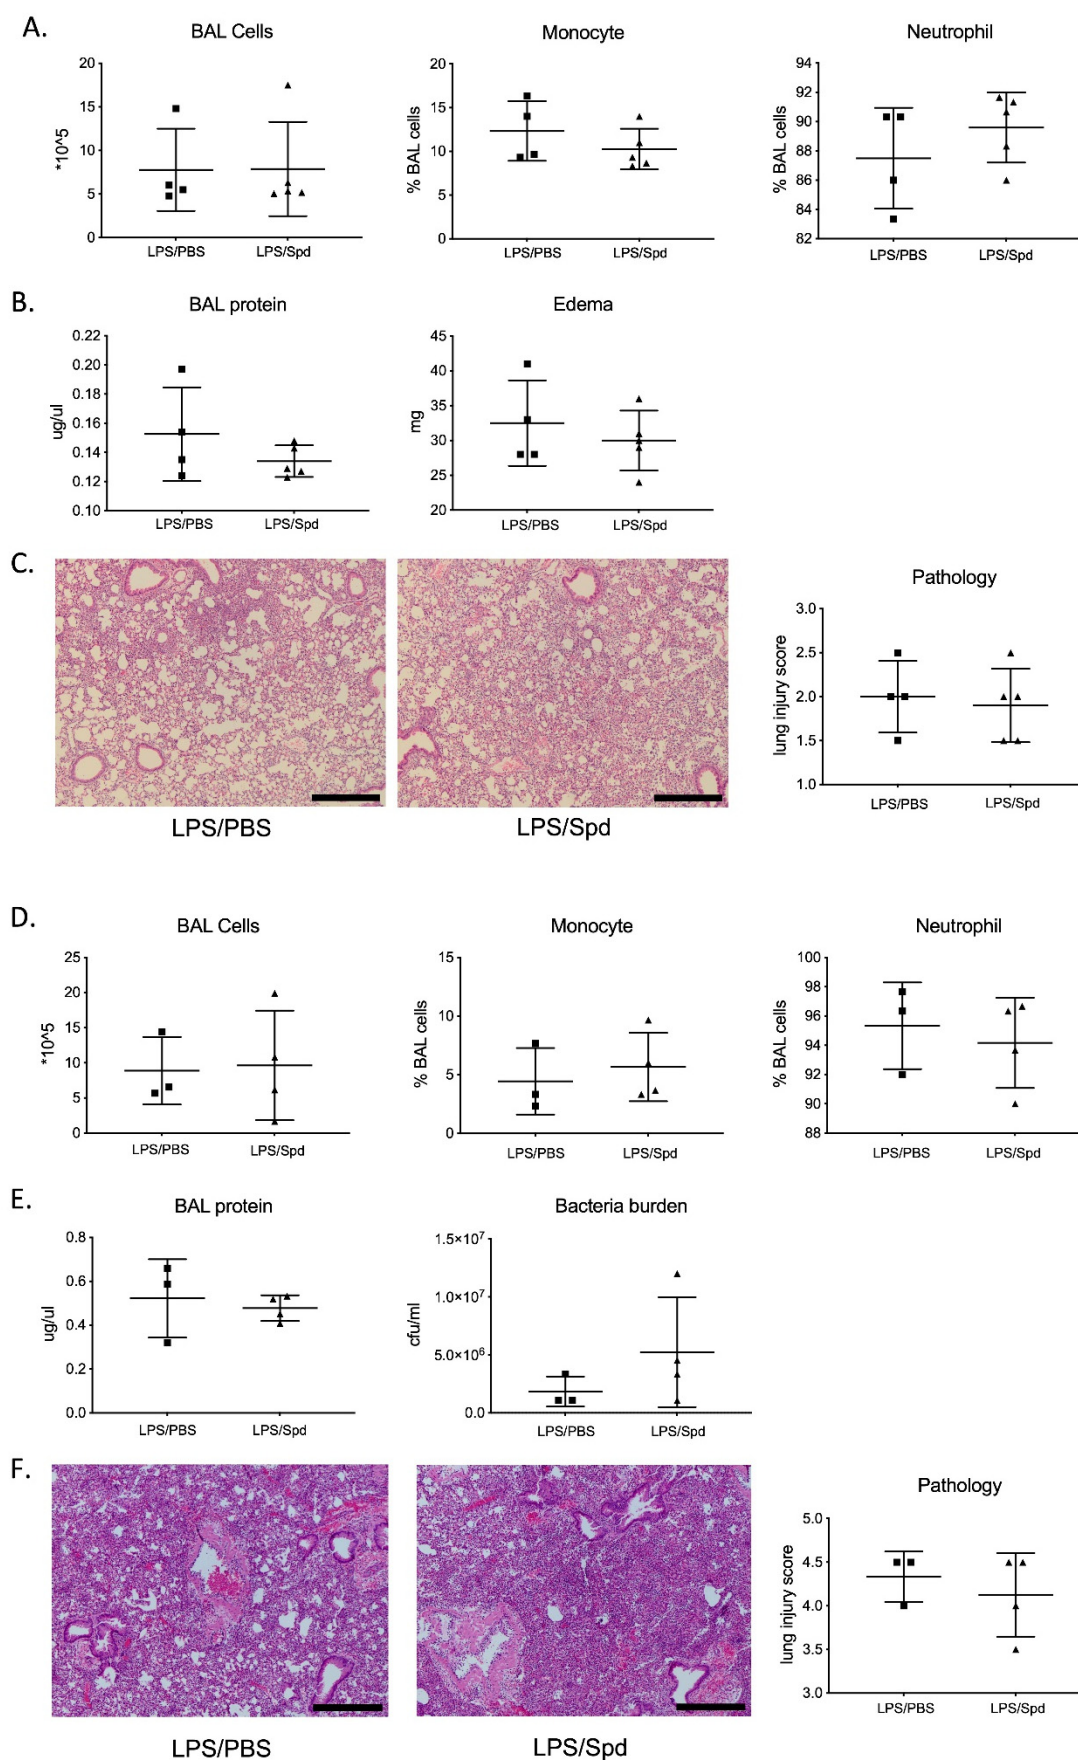 A.
BAL Cells
Monocyte
Neutrophil
*10^5
20
15
10
5
0
LPS/PBS
LPS/Spd
% BAL cells
20
15
10
5
0
LPS/PBS
LPS/Spd
% BAL cells
94
92
90
88
86
84
82
LPS/PBS
LPS/Spd
B.
BAL protein
Edema
ug/ul
0.22
0.20
0.18
0.16
0.14
0.12
0.10
LPS/PBS
LPS/Spd
mg
45
40
35
30
25
20
LPS/PBS
LPS/Spd
C.
LPS/PBS
LPS/Spd
Pathology
lung injury score
3.0
2.5
2.0
1.5
1.0
LPS/PBS
LPS/Spd
D.
BAL Cells
Monocyte
Neutrophil
*10^5
25
20
15
10
5
0
LPS/PBS
LPS/Spd
% BAL cells
15
10
5
0
LPS/PBS
LPS/Spd
% BAL cells
100
98
96
94
92
90
88
LPS/PBS
LPS/Spd
E.
BAL protein
Bacteria burden
ug/ul
0.8
0.6
0.4
0.2
0.0
LPS/PBS
LPS/Spd
cfu/ml
1.5×10⁷
1.0×10⁷
5.0×10⁶
0.0
LPS/PBS
LPS/Spd
F.
LPS/PBS
LPS/Spd
Pathology
lung injury score
5.0
4.5
4.0
3.5
3.0
LPS/PBS
LPS/Spd